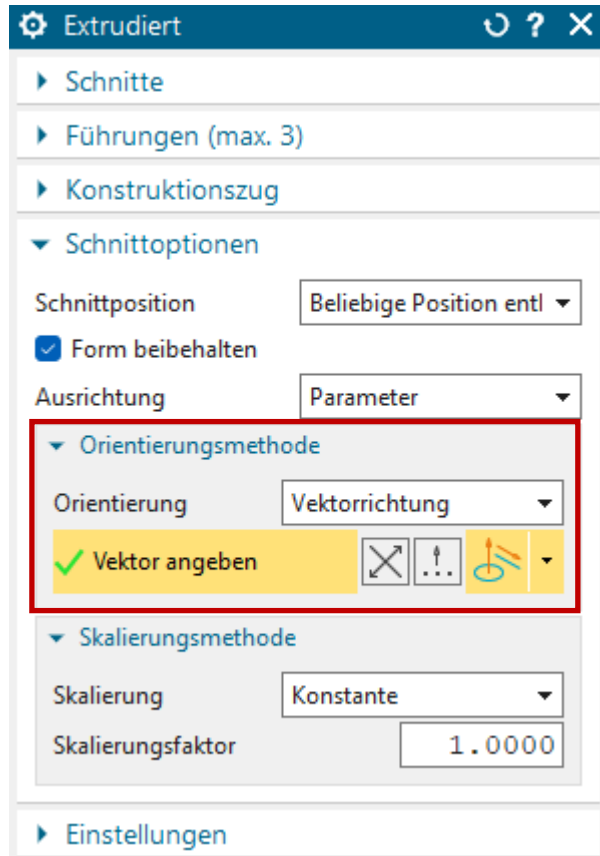 Extrudiert ?
Schnitte
Führungen (max. 3)
Konstruktionszug
Schnittoptionen
Schnittposition Beliebige Position entl
Form beibehalten
Ausrichtung Parameter
Orientierungsmethode
Orientierung Vektorrichtung
Vektor angeben
Skalierungsmethode
Skalierung Konstante
Skalierungsfaktor 1.0000
Einstellungen